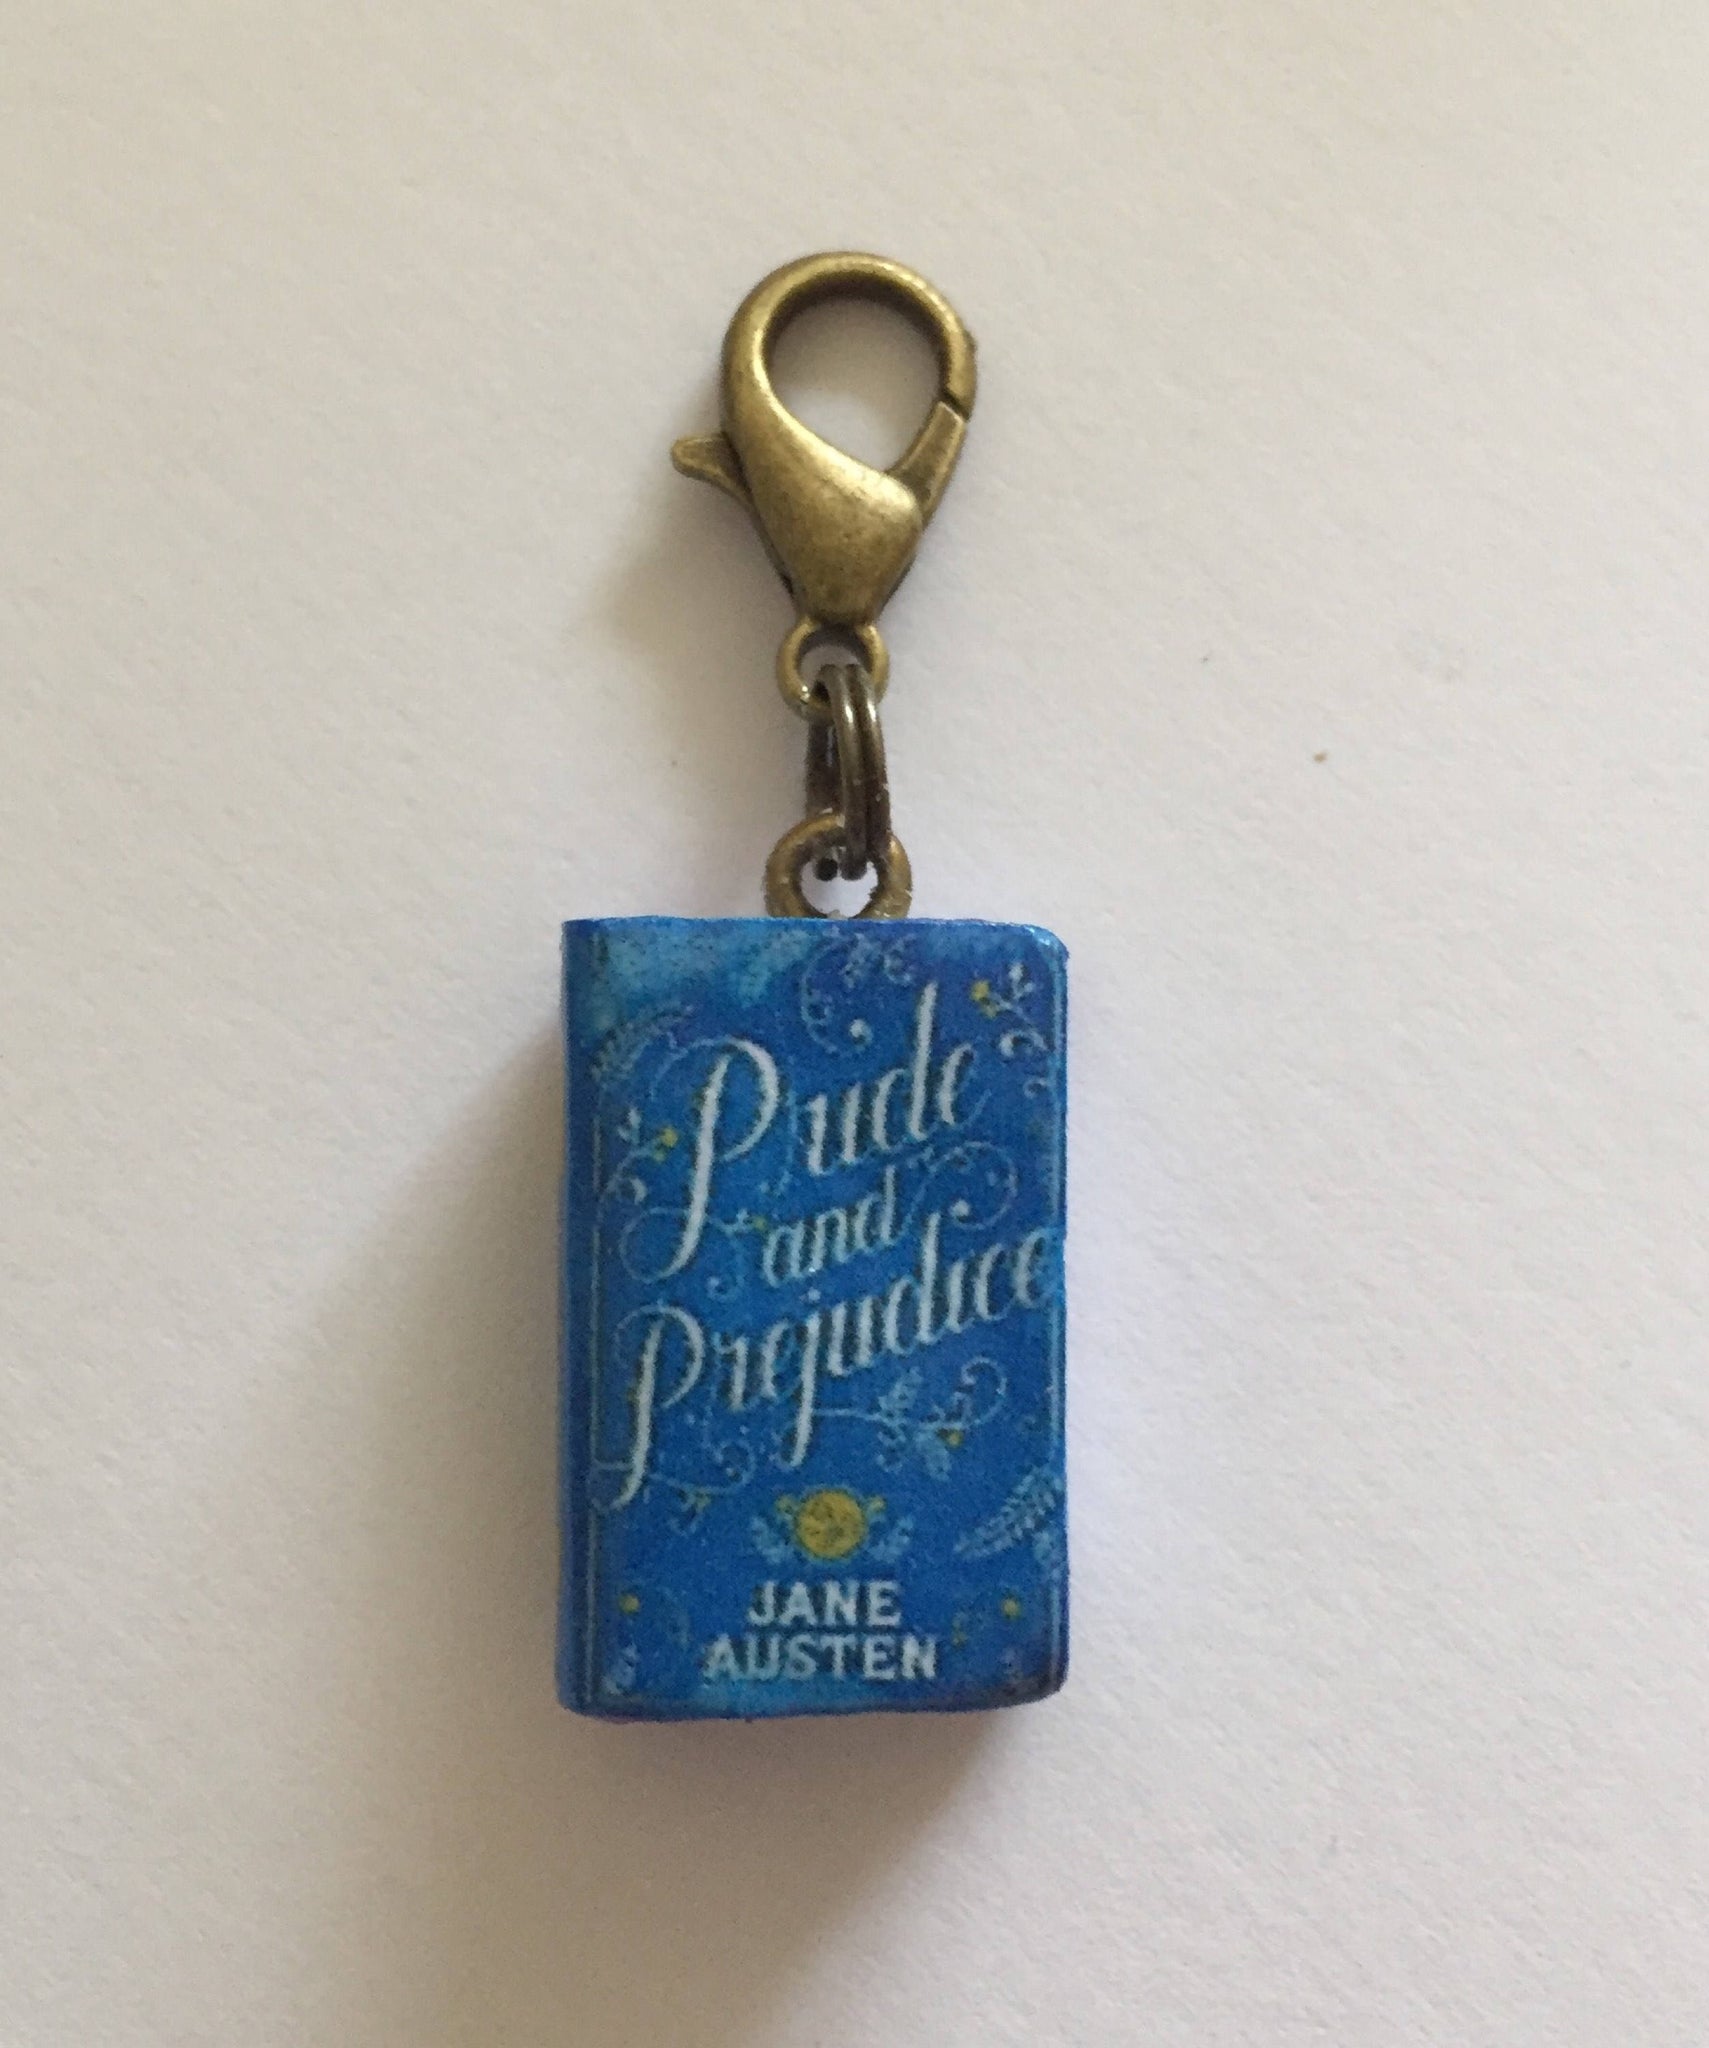 Pride
and
Prejudice
JANE
AUSTEN